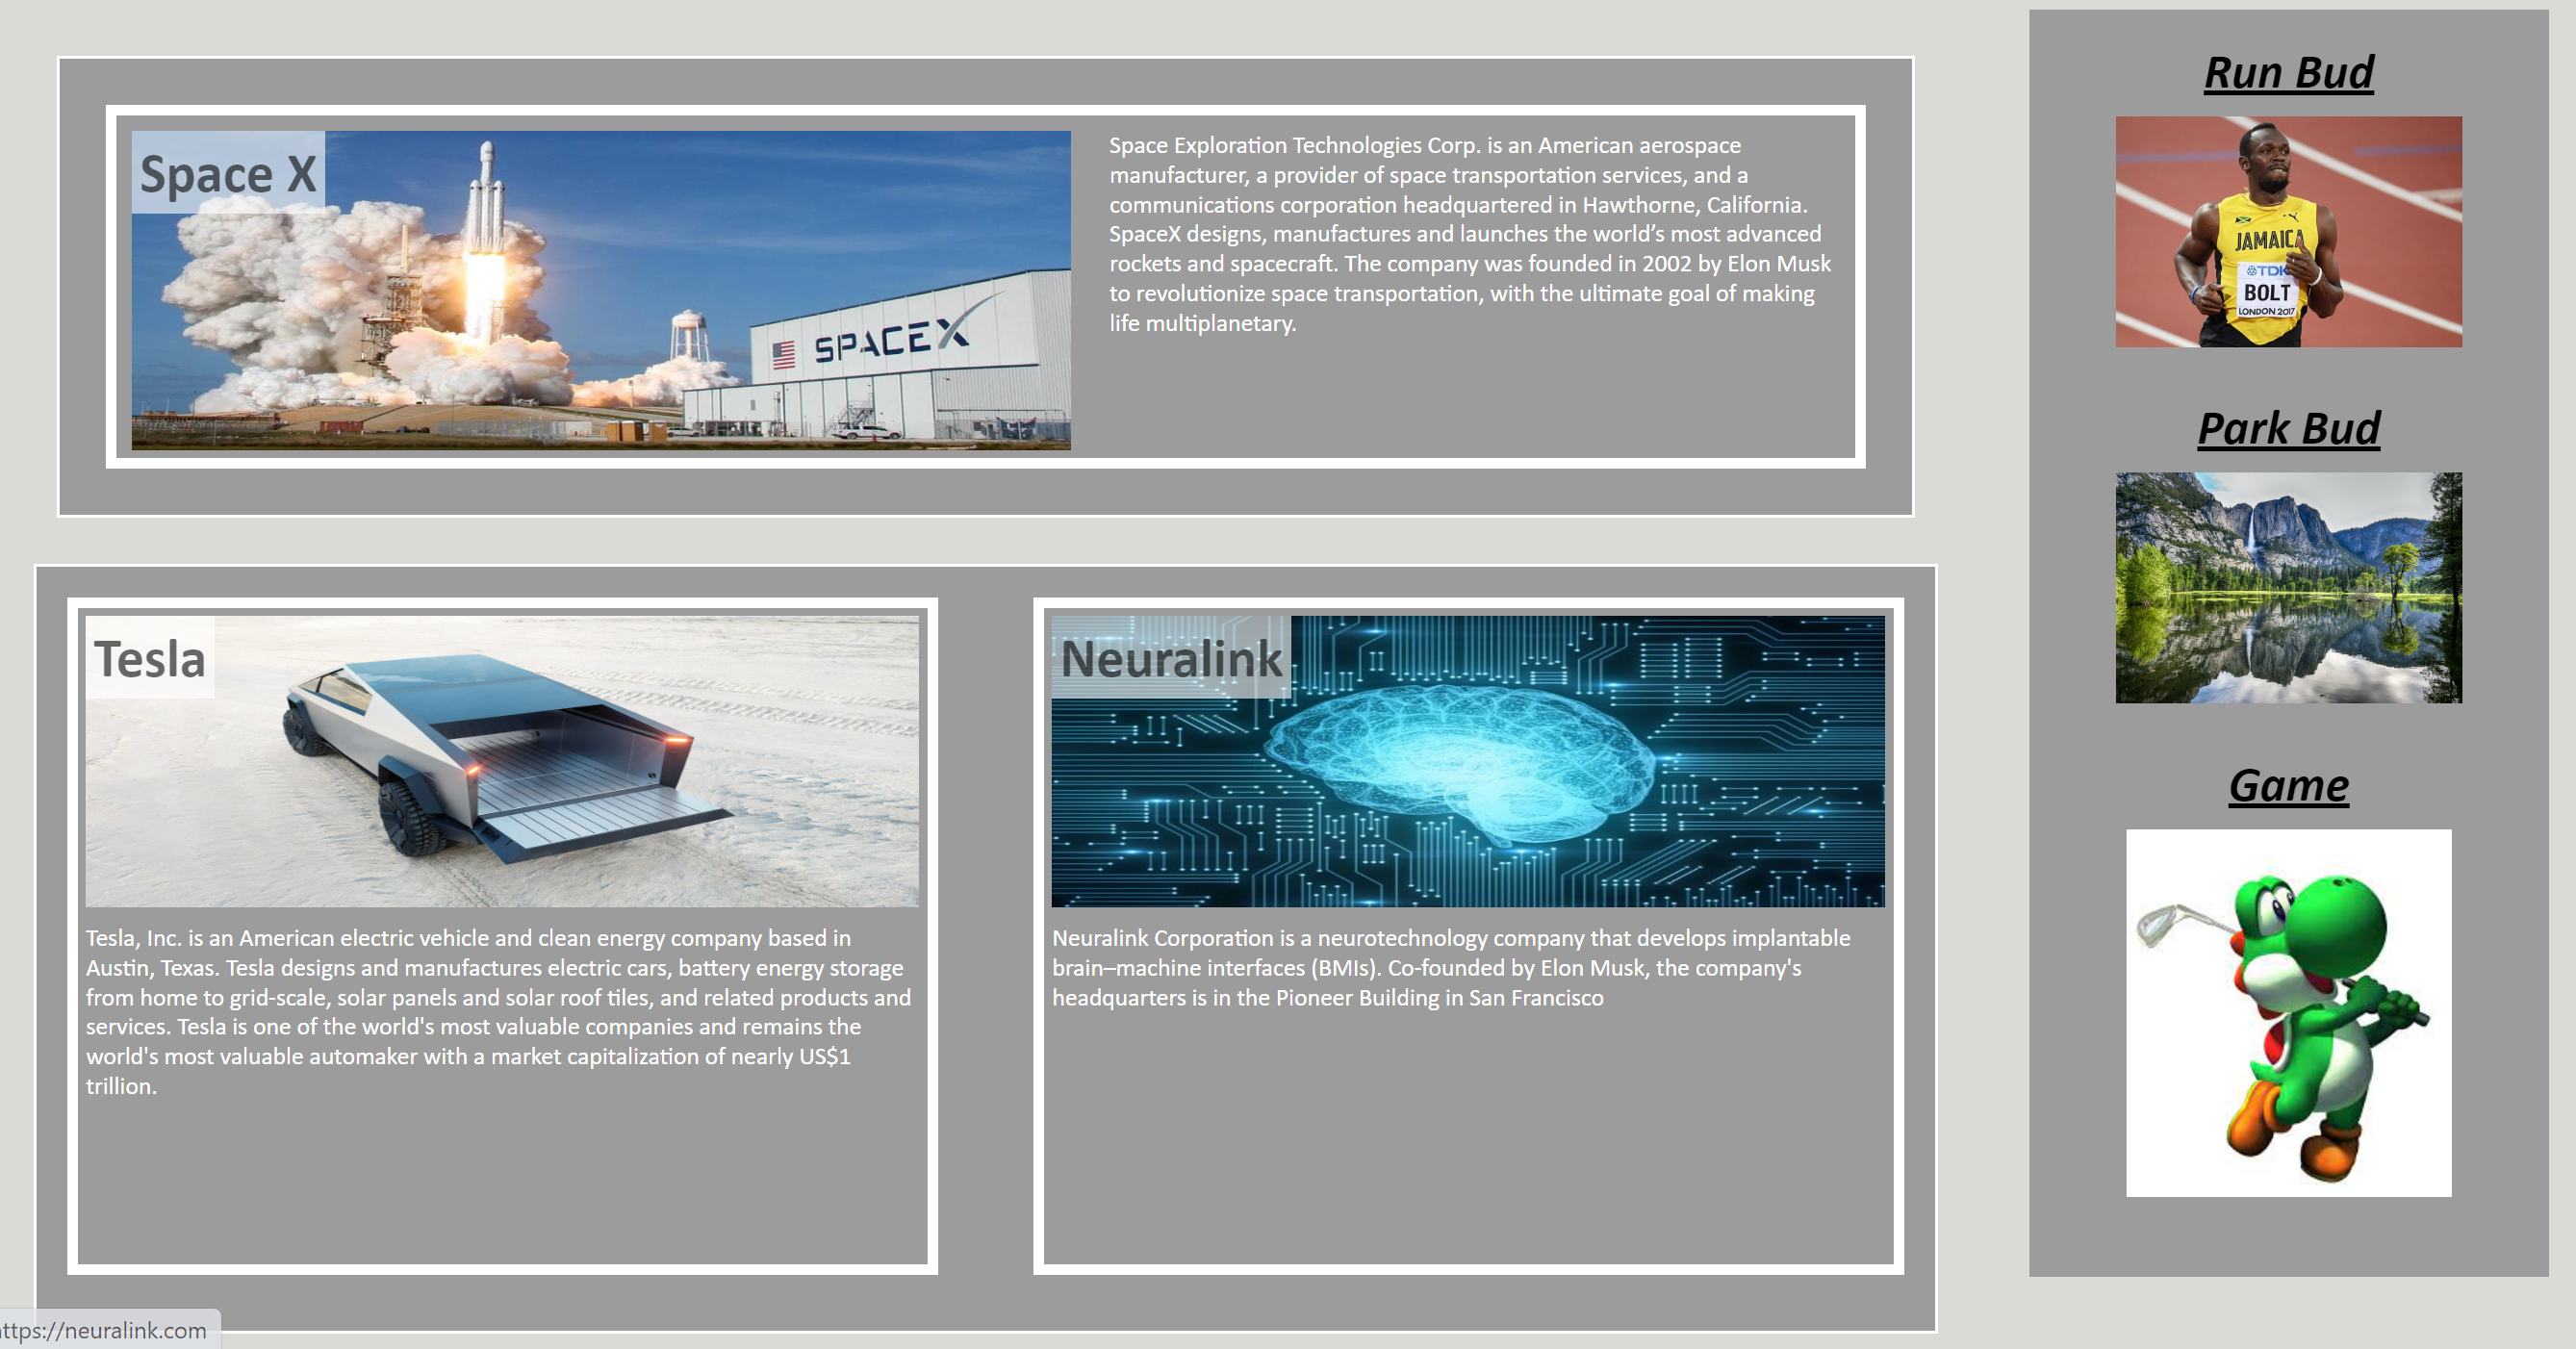 Space X
SPACEX
Space Exploration Technologies Corp. is an American aerospace
manufacturer, a provider of space transportation services, and a
communications corporation headquartered in Hawthorne, California.
SpaceX designs, manufactures and launches the world’s most advanced
rockets and spacecraft. The company was founded in 2002 by Elon Musk
to revolutionize space transportation, with the ultimate goal of making
life multiplanetary.
Tesla
Tesla, Inc. is an American electric vehicle and clean energy company based in
Austin, Texas. Tesla designs and manufactures electric cars, battery energy storage
from home to grid-scale, solar panels and solar roof tiles, and related products and
services. Tesla is one of the world's most valuable companies and remains the
world's most valuable automaker with a market capitalization of nearly US$1
trillion.
Neuralink
Neuralink Corporation is a neurotechnology company that develops implantable
brain–machine interfaces (BMIs). Co-founded by Elon Musk, the company's
headquarters is in the Pioneer Building in San Francisco
Run Bud
JAMAICA
TDK
BOLT
LONDON 2017
Park Bud
Game
ttps://neuralink.com